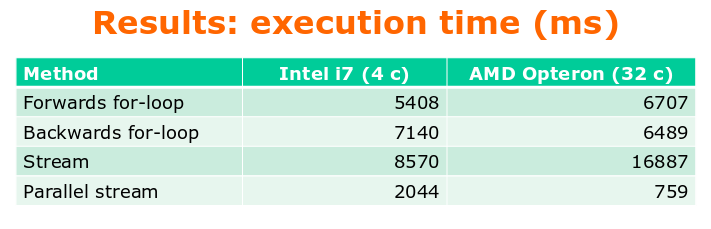 Results: execution time (ms)
Method Intel i7 (4 c) AMD Opteron (32 c)
Forwards for-loop 5408 6707
Backwards for-loop 7140 6489
Stream 8570 16887
Parallel stream 2044 759